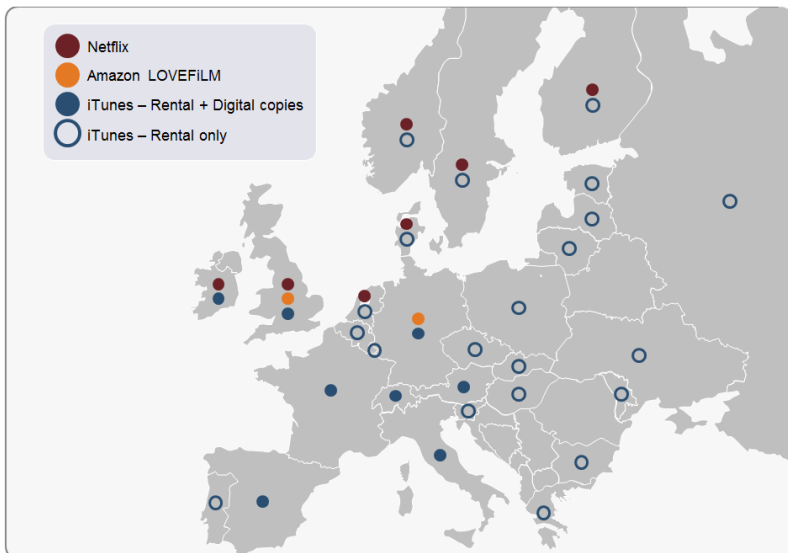 Netflix
Amazon LOVEFiLM
iTunes – Rental + Digital copies
iTunes – Rental only